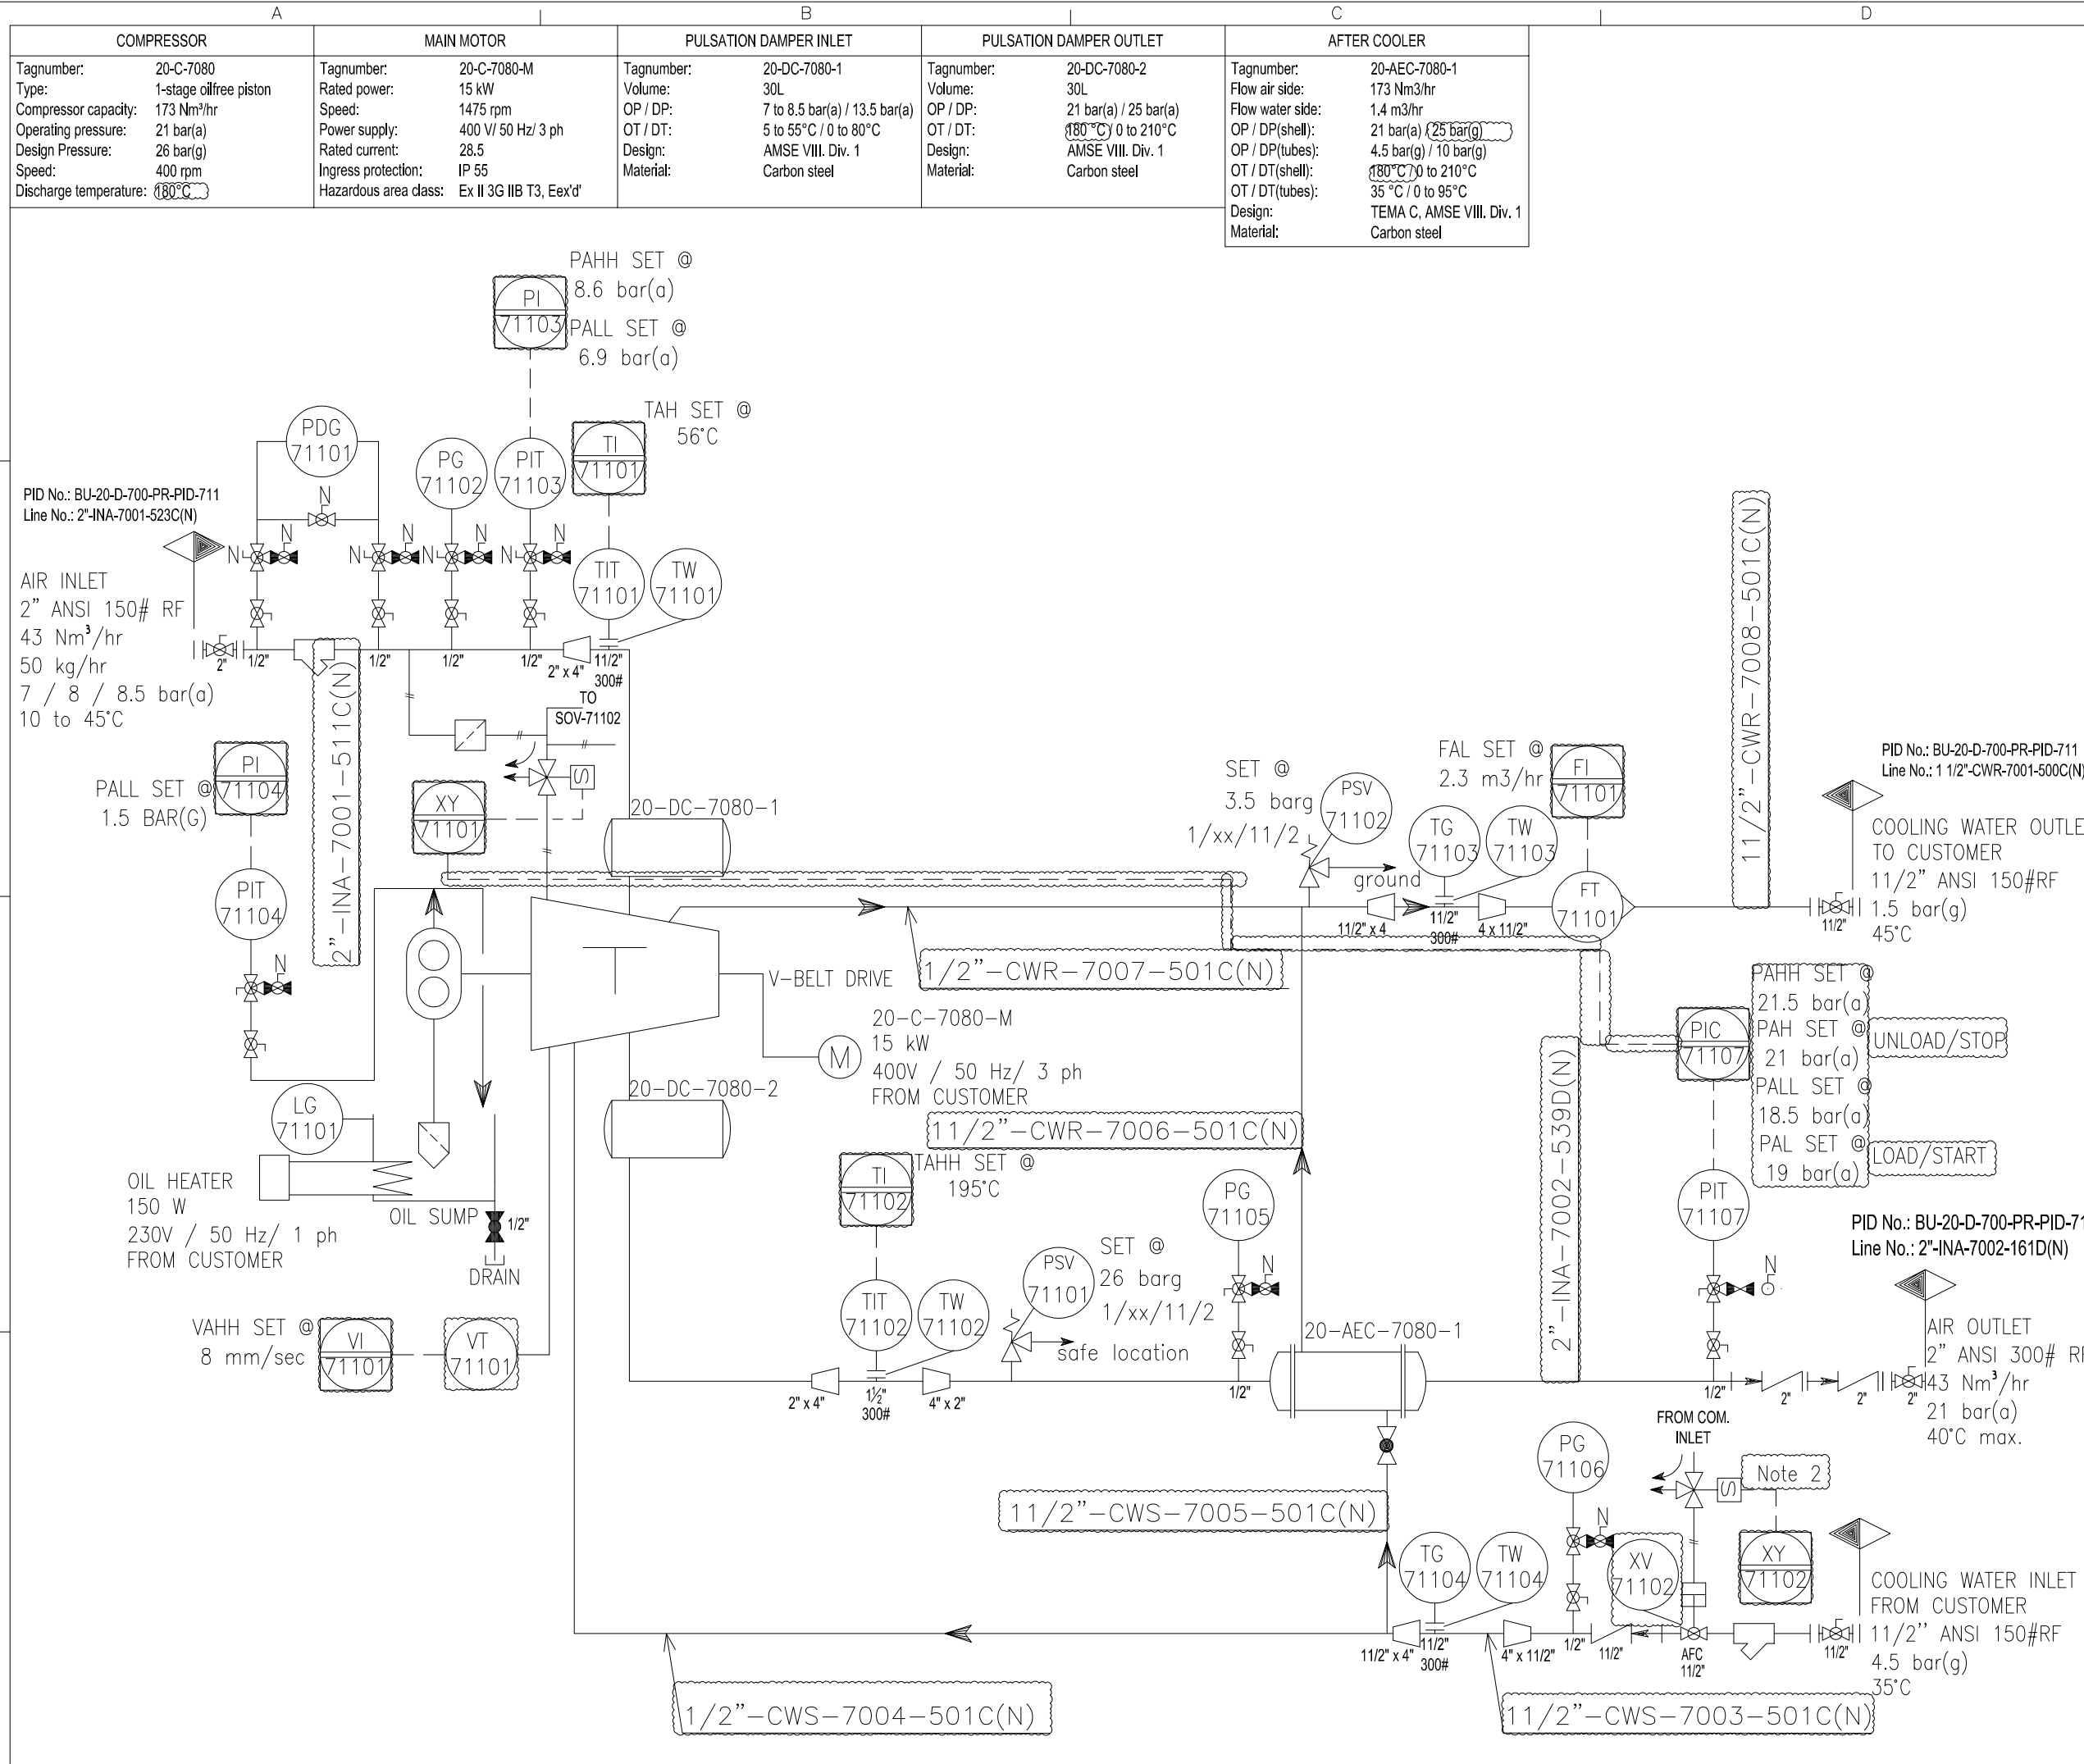 A
B
C
D
COMPRESSOR
Tagnumber: 20-C-7080
Type: 1-stage oilfree piston
Compressor capacity: 173 Nm³/hr
Operating pressure: 21 bar(a)
Design Pressure: 26 bar(g)
Speed: 400 rpm
Discharge temperature: 180°C
MAIN MOTOR
Tagnumber: 20-C-7080-M
Rated power: 15 kW
Speed: 1475 rpm
Power supply: 400 V/ 50 Hz/ 3 ph
Rated current: 28.5
Ingress protection: IP 55
Hazardous area class: Ex II 3G IIB T3, Eex'd'
PULSATION DAMPER INLET
Tagnumber: 20-DC-7080-1
Volume: 30L
OP / DP: 7 to 8.5 bar(a) / 13.5 bar(a)
OT / DT: 5 to 55°C / 0 to 80°C
Design: AMSE VIII. Div. 1
Material: Carbon steel
PULSATION DAMPER OUTLET
Tagnumber: 20-DC-7080-2
Volume: 30L
OP / DP: 21 bar(a) / 25 bar(a)
OT / DT: 180 °C / 0 to 210°C
Design: AMSE VIII. Div. 1
Material: Carbon steel
AFTER COOLER
Tagnumber: 20-AEC-7080-1
Flow air side: 173 Nm3/hr
Flow water side: 1.4 m3/hr
OP / DP(shell): 21 bar(a) / 25 bar(g)
OP / DP(tubes): 4.5 bar(g) / 10 bar(g)
OT / DT(shell): 180°C / 0 to 210°C
OT / DT(tubes): 35 °C / 0 to 95°C
Design: TEMA C, AMSE VIII. Div. 1
Material: Carbon steel
PI
71103
PAHH SET @
8.6 bar(a)
PALL SET @
6.9 bar(a)
TAH SET @
56°C
PDG
71101
PG
71102
PIT
71103
TI
71101
PID No.: BU-20-D-700-PR-PID-711
Line No.: 2"-INA-7001-523C(N)
N
N
N
N
N
N
N
N
N
TIT
71101
TW
71101
AIR INLET
2" ANSI 150# RF
43 Nm³/hr
50 kg/hr
7 / 8 / 8.5 bar(a)
10 to 45°C
2"
1/2"
1/2"
1/2"
1/2"
2" x 4"
11/2"
300#
TO
SOV-71102
2"-INA-7001-511C(N)
PI
71104
PALL SET @
1.5 BAR(G)
PIT
71104
N
XY
71101
S
20-DC-7080-1
SET @
3.5 barg
1/xx/11/2
PSV
71102
ground
TG
71103
TW
71103
FAL SET @
2.3 m3/hr
FI
71101
FT
71101
11/2" x 4
11/2"
300#
4 x 11/2"
11/2"-CWR-7008-501C(N)
PID No.: BU-20-D-700-PR-PID-711
Line No.: 1 1/2"-CWR-7001-500C(N)
COOLING WATER OUTLE
TO CUSTOMER
11/2" ANSI 150#RF
1.5 bar(g)
45°C
11/2"
1/2"-CWR-7007-501C(N)
V-BELT DRIVE
20-C-7080-M
15 kW
400V / 50 Hz/ 3 ph
FROM CUSTOMER
M
20-DC-7080-2
11/2"-CWR-7006-501C(N)
2"-INA-7002-539D(N)
PIC
71107
PAHH SET @
21.5 bar(a)
PAH SET @
21 bar(a)
UNLOAD/STOP
PALL SET @
18.5 bar(a)
PAL SET @
19 bar(a)
LOAD/START
LG
71101
OIL HEATER
150 W
230V / 50 Hz/ 1 ph
FROM CUSTOMER
OIL SUMP
1/2"
DRAIN
VAHH SET @
8 mm/sec
VI
71101
VT
71101
TI
71102
TAHH SET @
195°C
TIT
71102
TW
71102
PSV
71101
SET @
26 barg
1/xx/11/2
safe location
PG
71105
N
2" x 4"
1½"
300#
4" x 2"
1/2"
20-AEC-7080-1
PIT
71107
N
PID No.: BU-20-D-700-PR-PID-71
Line No.: 2"-INA-7002-161D(N)
AIR OUTLET
2" ANSI 300# RF
43 Nm³/hr
21 bar(a)
40°C max.
1/2"
2"
2"
2"
FROM COM.
INLET
S
Note 2
PG
71106
N
XV
71102
XY
71102
11/2"-CWS-7005-501C(N)
TG
71104
TW
71104
COOLING WATER INLET
FROM CUSTOMER
11/2" ANSI 150#RF
4.5 bar(g)
35°C
11/2" x 4"
11/2"
300#
4" x 11/2"
1/2"
11/2"
AFC
11/2"
11/2"
1/2"-CWS-7004-501C(N)
11/2"-CWS-7003-501C(N)